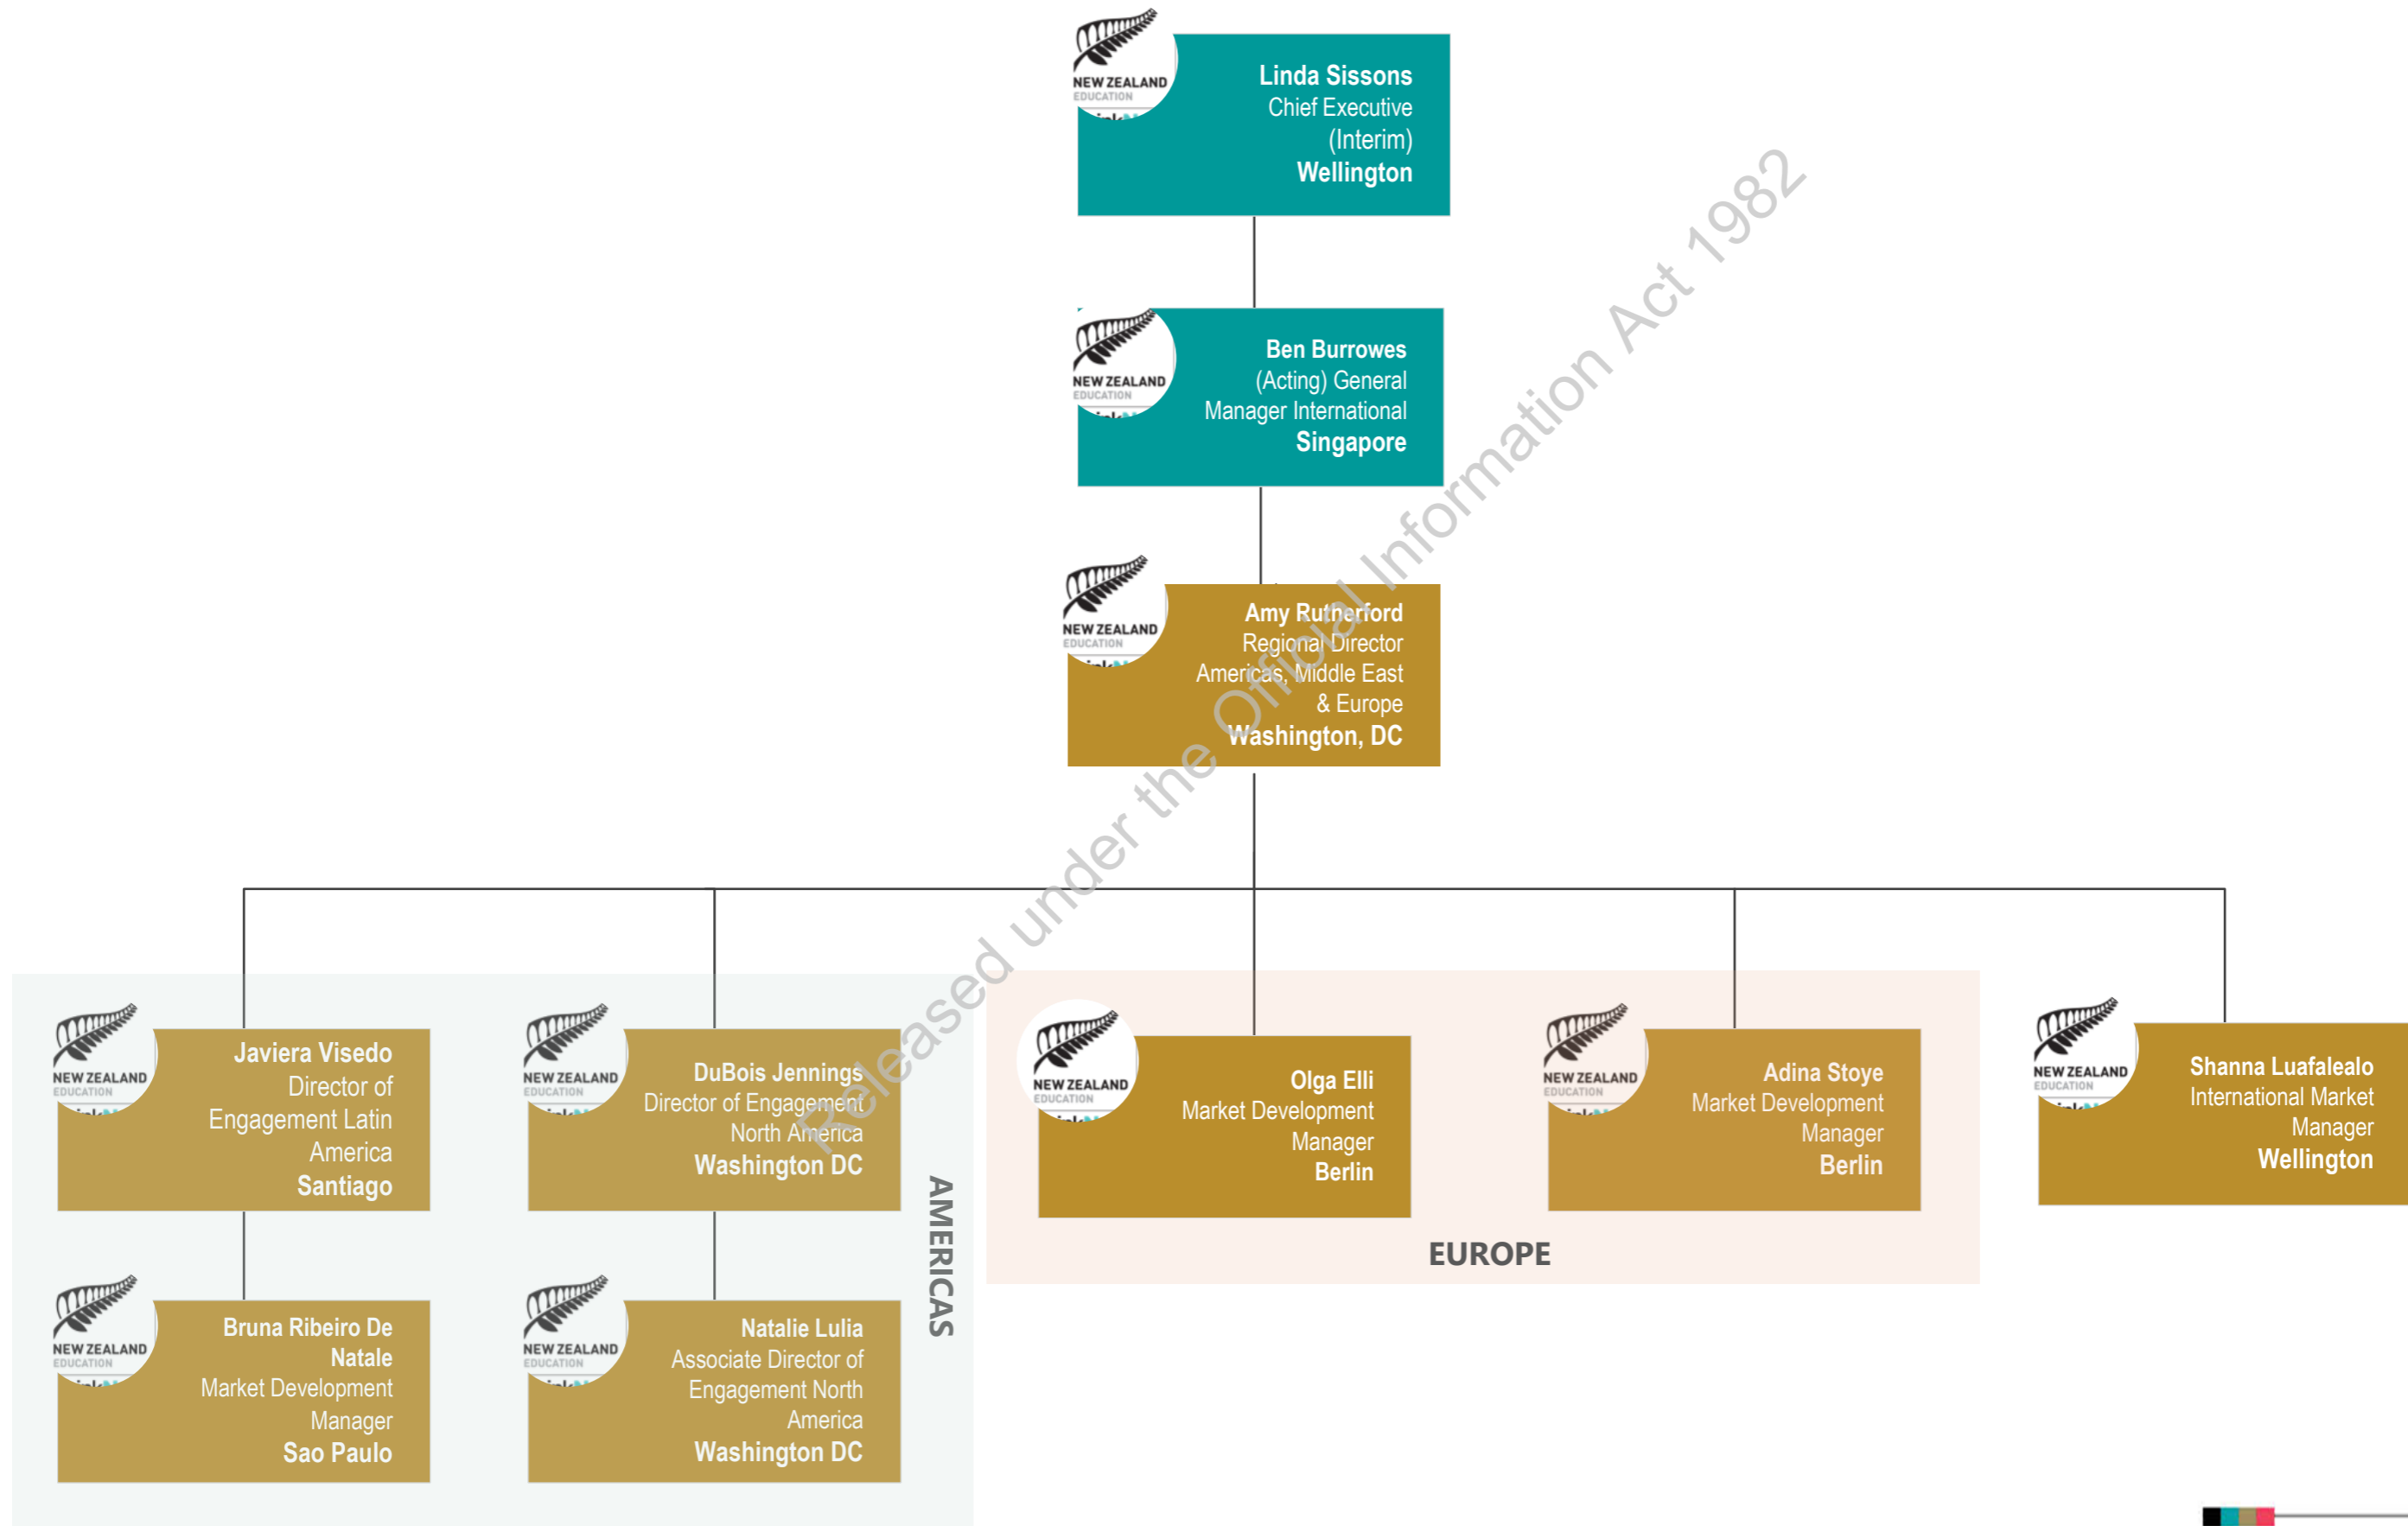 NEW ZEALAND
EDUCATION
Linda Sissons
Chief Executive
(Interim)
Wellington
NEW ZEALAND
EDUCATION
Ben Burrowes
(Acting) General
Manager International
Singapore
NEW ZEALAND
EDUCATION
Amy Rutherford
Regional Director
Americas, Middle East
& Europe
Washington, DC
Released under the Official Information Act 1982
NEW ZEALAND
EDUCATION
Javiera Visedo
Director of
Engagement Latin
America
Santiago
NEW ZEALAND
EDUCATION
DuBois Jennings
Director of Engagement
North America
Washington DC
NEW ZEALAND
EDUCATION
Bruna Ribeiro De
Natale
Market Development
Manager
Sao Paulo
NEW ZEALAND
EDUCATION
Natalie Lulia
Associate Director of
Engagement North
America
Washington DC
AMERICAS
NEW ZEALAND
EDUCATION
Olga Elli
Market Development
Manager
Berlin
NEW ZEALAND
EDUCATION
Adina Stoye
Market Development
Manager
Berlin
EUROPE
NEW ZEALAND
EDUCATION
Shanna Luafalealo
International Market
Manager
Wellington